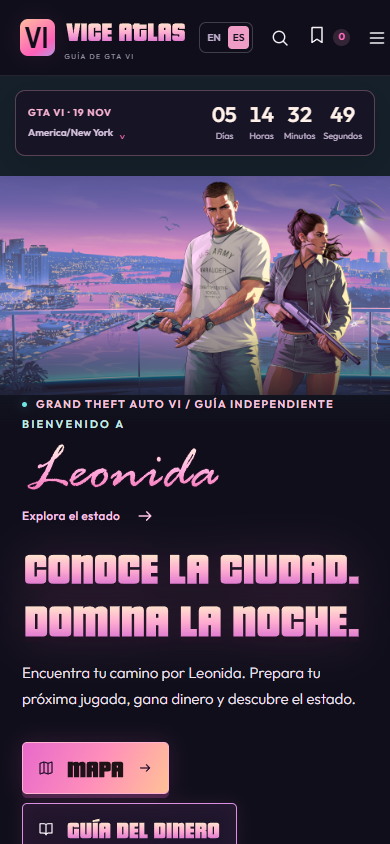 VI VICE ATLAS
GUÍA DE GTA VI
EN ES
0
GTA VI · 19 NOV
America/New York
05 14 32 49
Días Horas Minutos Segundos
GRAND THEFT AUTO VI / GUÍA INDEPENDIENTE
BIENVENIDO A
Leonida
Explora el estado →
CONOCE LA CIUDAD.
DOMINA LA NOCHE.
Encuentra tu camino por Leonida. Prepara tu
próxima jugada, gana dinero y descubre el estado.
MAPA →
GUÍA DEL DINERO